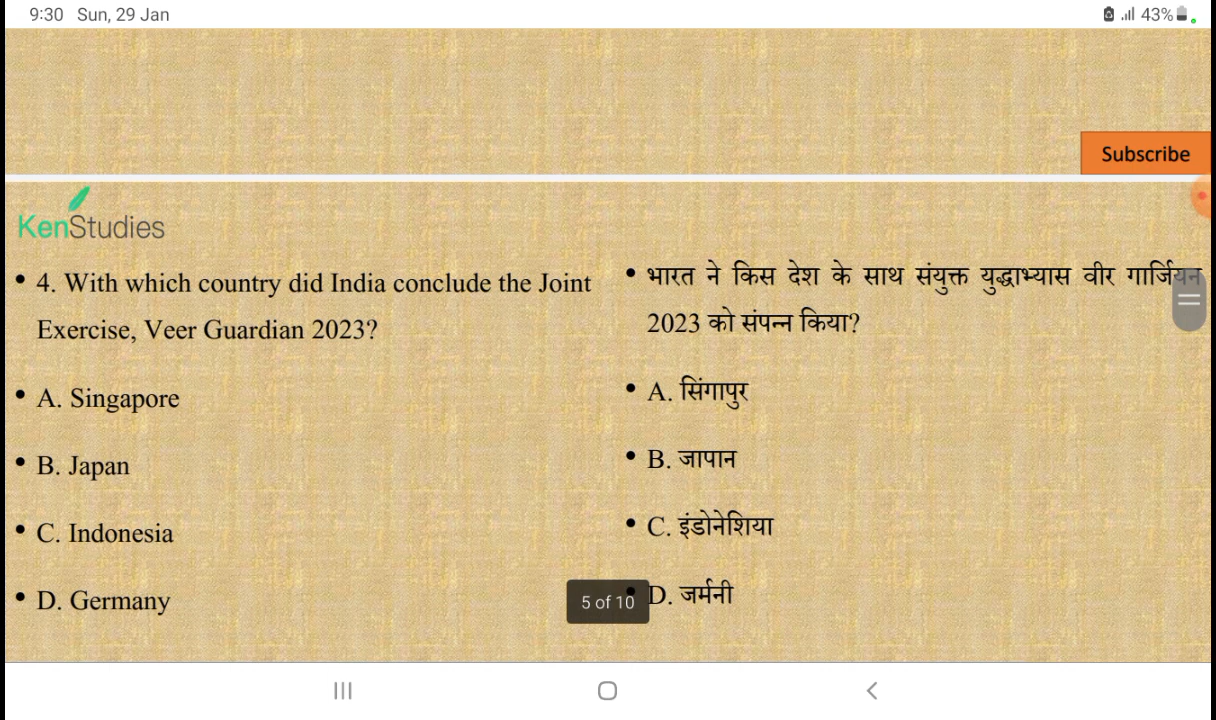 9:30 Sun, 29 Jan
43%
Subscribe
KenStudies
• 4. With which country did India conclude the Joint
Exercise, Veer Guardian 2023?
• A. Singapore
• B. Japan
• C. Indonesia
• D. Germany
• भारत ने किस देश के साथ संयुक्त युद्धाभ्यास वीर गार्जियन
2023 को संपन्न किया?
• A. सिंगापुर
• B. जापान
• C. इंडोनेशिया
• D. जर्मनी
5 of 10